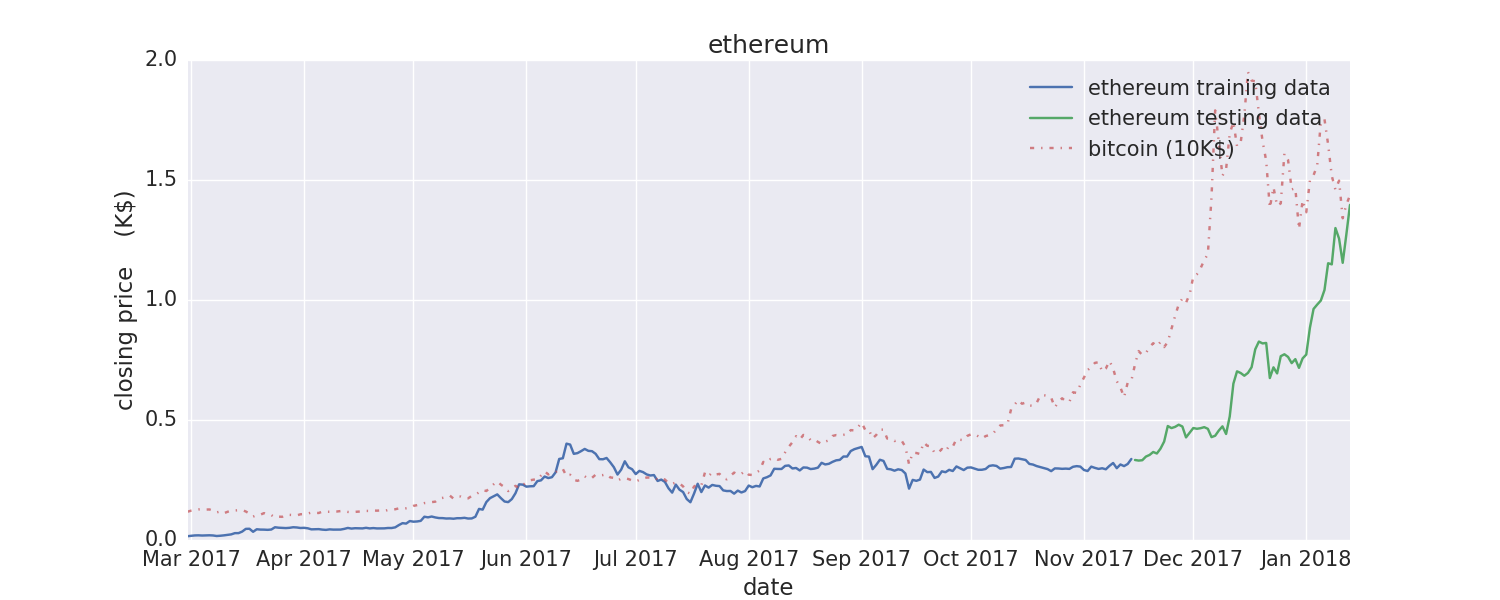 ethereum
ethereum training data
ethereum testing data
bitcoin (10K$)
closing price (K$)
2.0
1.5
1.0
0.5
0.0
Mar 2017 Apr 2017 May 2017 Jun 2017 Jul 2017 Aug 2017 Sep 2017 Oct 2017 Nov 2017 Dec 2017 Jan 2018
date